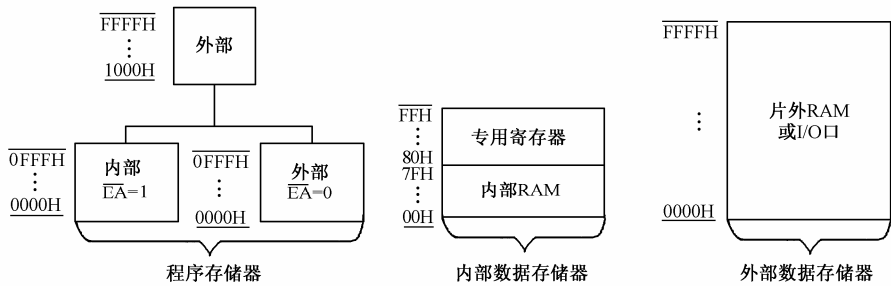 FFFFH
⋮
1000H
外部
0FFFH
⋮
0000H
内部
EA=1
0FFFH
⋮
0000H
外部
EA=0
程序存储器
FFH
⋮
80H
7FH
⋮
00H
专用寄存器
内部RAM
内部数据存储器
FFFFH
⋮
0000H
片外RAM
或I/O口
外部数据存储器